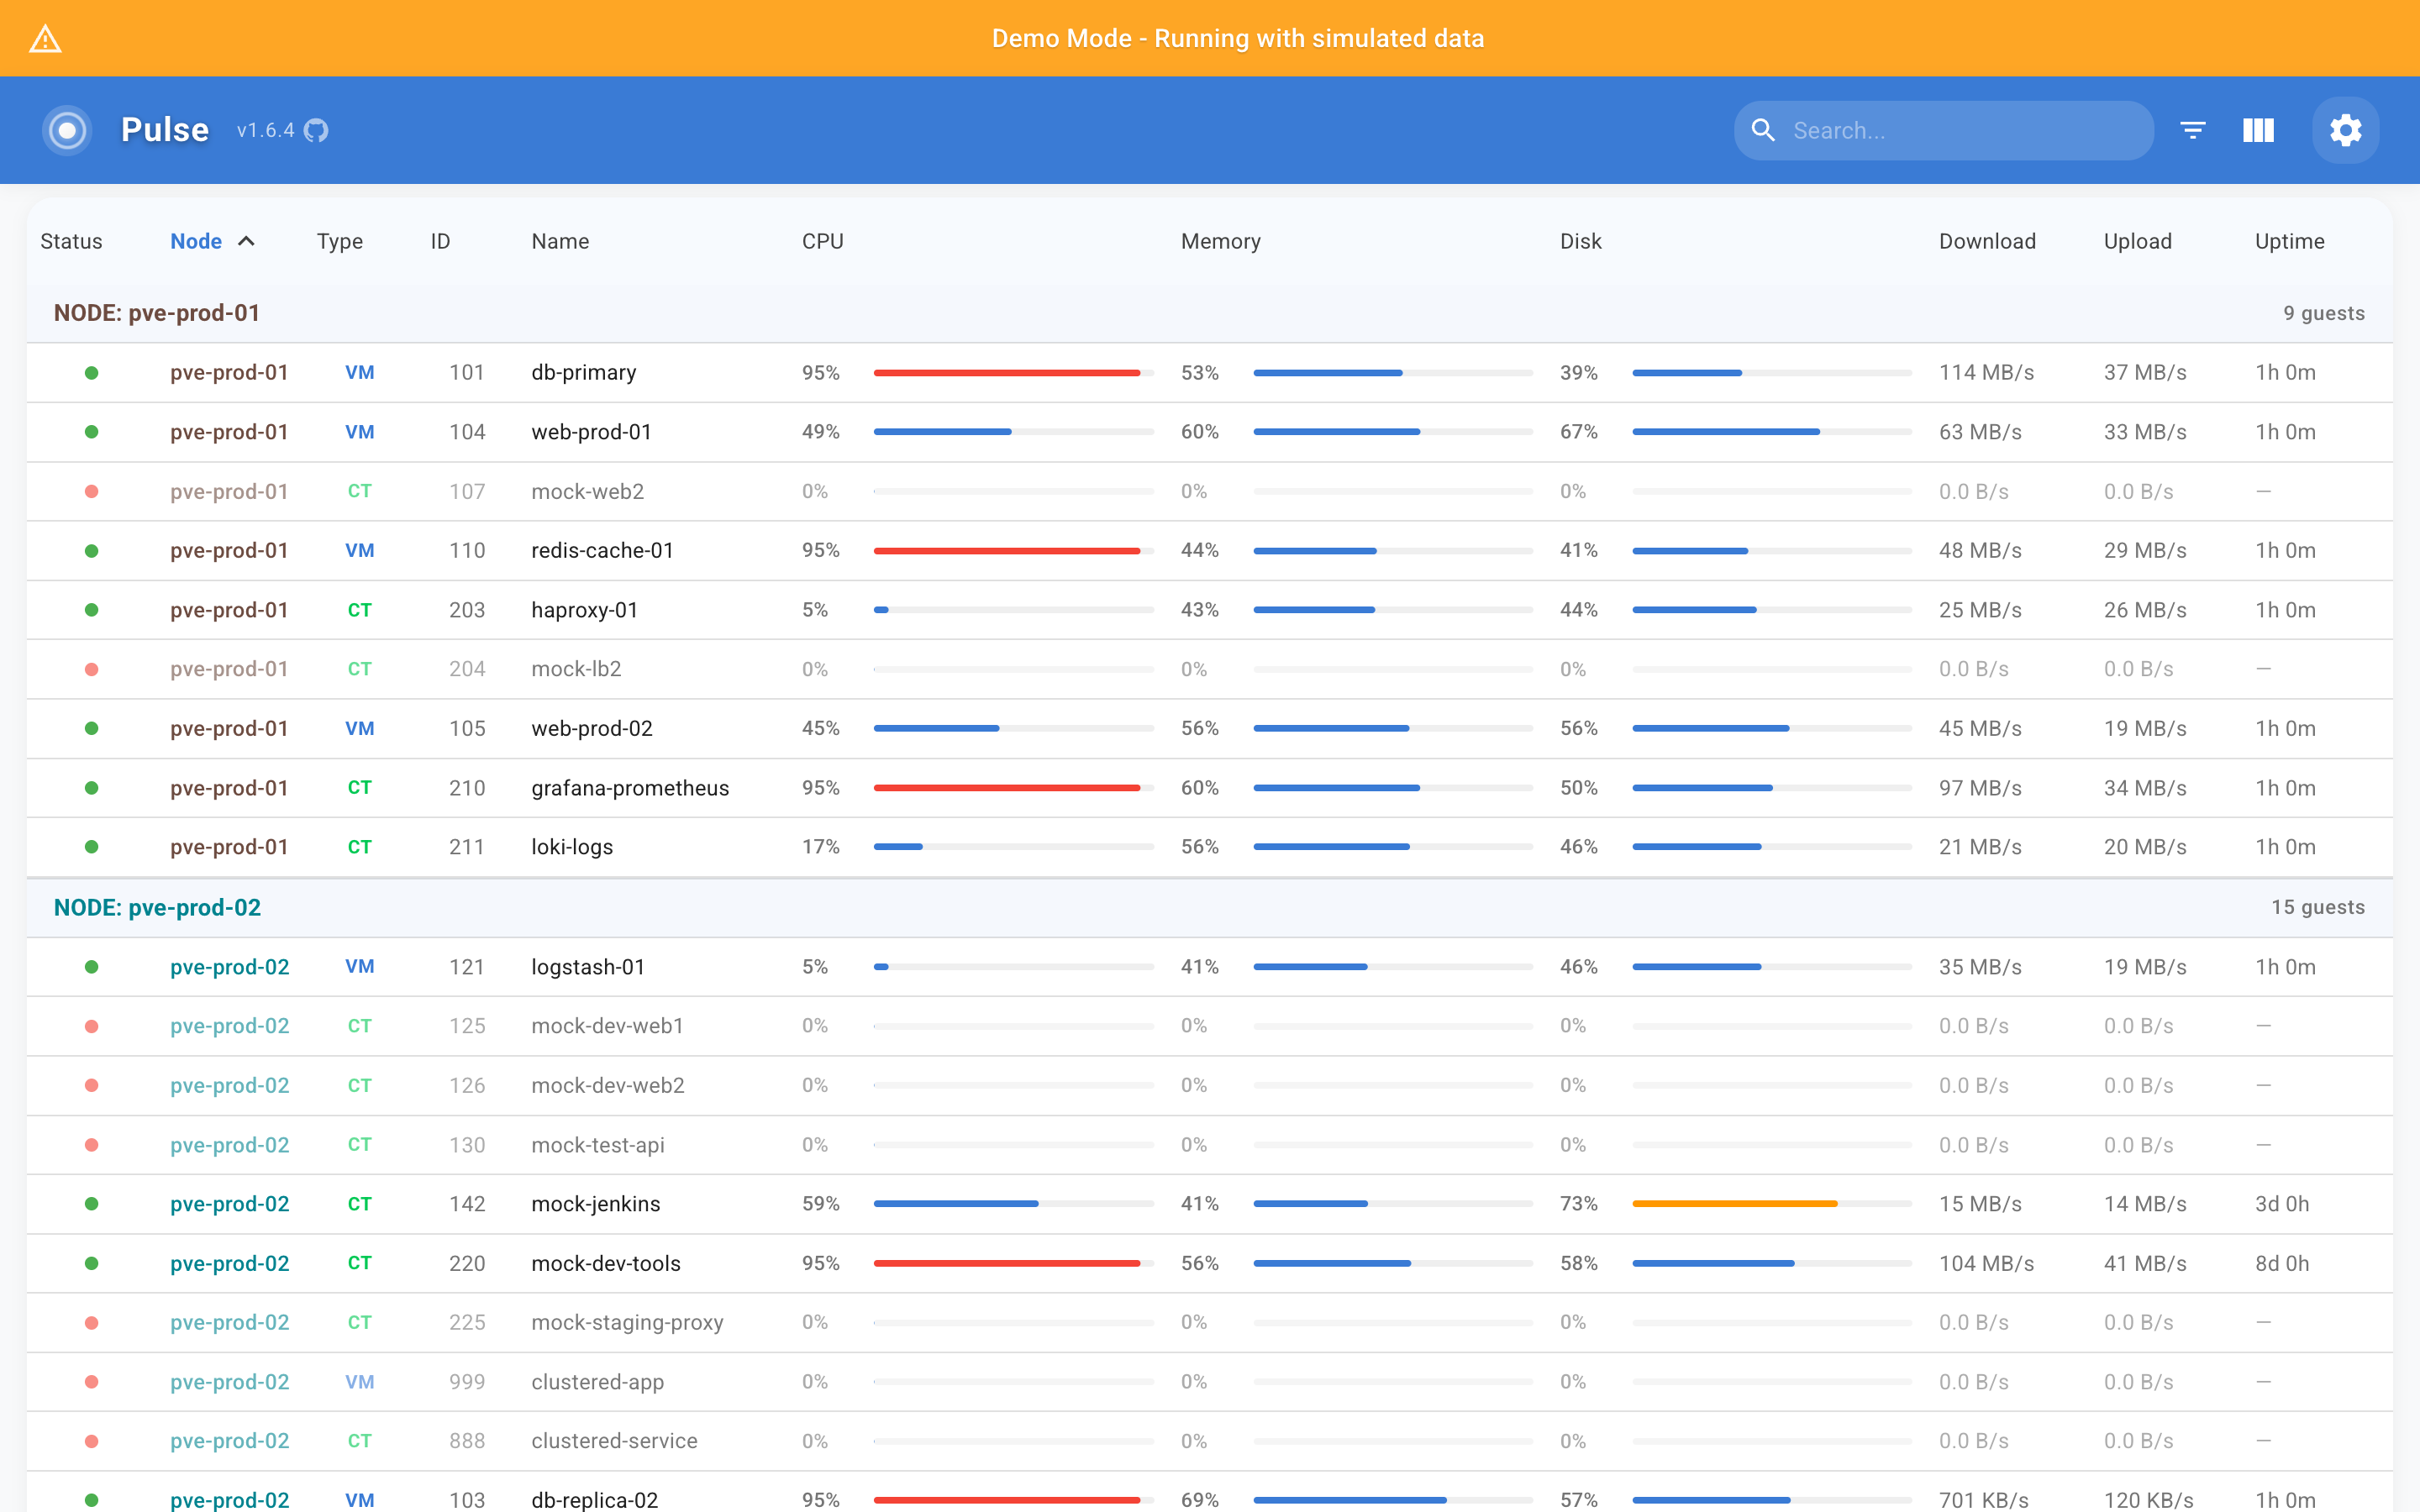 Demo Mode - Running with simulated data
Pulse v1.6.4 Search...
Status Node Type ID Name CPU Memory Disk Download Upload Uptime
NODE: pve-prod-01 9 guests
pve-prod-01 VM 101 db-primary 95% 53% 39% 114 MB/s 37 MB/s 1h 0m
pve-prod-01 VM 104 web-prod-01 49% 60% 67% 63 MB/s 33 MB/s 1h 0m
pve-prod-01 CT 107 mock-web2 0% 0% 0% 0.0 B/s 0.0 B/s —
pve-prod-01 VM 110 redis-cache-01 95% 44% 41% 48 MB/s 29 MB/s 1h 0m
pve-prod-01 CT 203 haproxy-01 5% 43% 44% 25 MB/s 26 MB/s 1h 0m
pve-prod-01 CT 204 mock-lb2 0% 0% 0% 0.0 B/s 0.0 B/s —
pve-prod-01 VM 105 web-prod-02 45% 56% 56% 45 MB/s 19 MB/s 1h 0m
pve-prod-01 CT 210 grafana-prometheus 95% 60% 50% 97 MB/s 34 MB/s 1h 0m
pve-prod-01 CT 211 loki-logs 17% 56% 46% 21 MB/s 20 MB/s 1h 0m
NODE: pve-prod-02 15 guests
pve-prod-02 VM 121 logstash-01 5% 41% 46% 35 MB/s 19 MB/s 1h 0m
pve-prod-02 CT 125 mock-dev-web1 0% 0% 0% 0.0 B/s 0.0 B/s —
pve-prod-02 CT 126 mock-dev-web2 0% 0% 0% 0.0 B/s 0.0 B/s —
pve-prod-02 CT 130 mock-test-api 0% 0% 0% 0.0 B/s 0.0 B/s —
pve-prod-02 CT 142 mock-jenkins 59% 41% 73% 15 MB/s 14 MB/s 3d 0h
pve-prod-02 CT 220 mock-dev-tools 95% 56% 58% 104 MB/s 41 MB/s 8d 0h
pve-prod-02 CT 225 mock-staging-proxy 0% 0% 0% 0.0 B/s 0.0 B/s —
pve-prod-02 VM 999 clustered-app 0% 0% 0% 0.0 B/s 0.0 B/s —
pve-prod-02 CT 888 clustered-service 0% 0% 0% 0.0 B/s 0.0 B/s —
pve-prod-02 VM 103 db-replica-02 95% 69% 57% 701 KB/s 120 KB/s 1h 0m